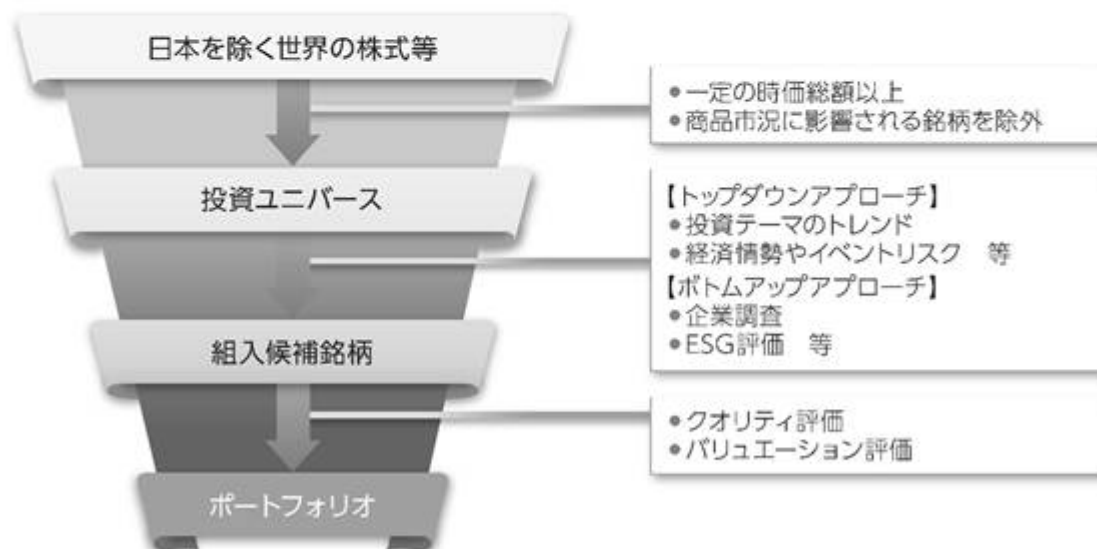 日本を除く世界の株式等
●一定の時価総額以上
●商品市況に影響される銘柄を除外
投資ユニバース
【トップダウンアプローチ】
●投資テーマのトレンド
●経済情勢やイベントリスク　等
【ボトムアップアプローチ】
●企業調査
●ESG評価　等
組入候補銘柄
●クオリティ評価
●バリュエーション評価
ポートフォリオ